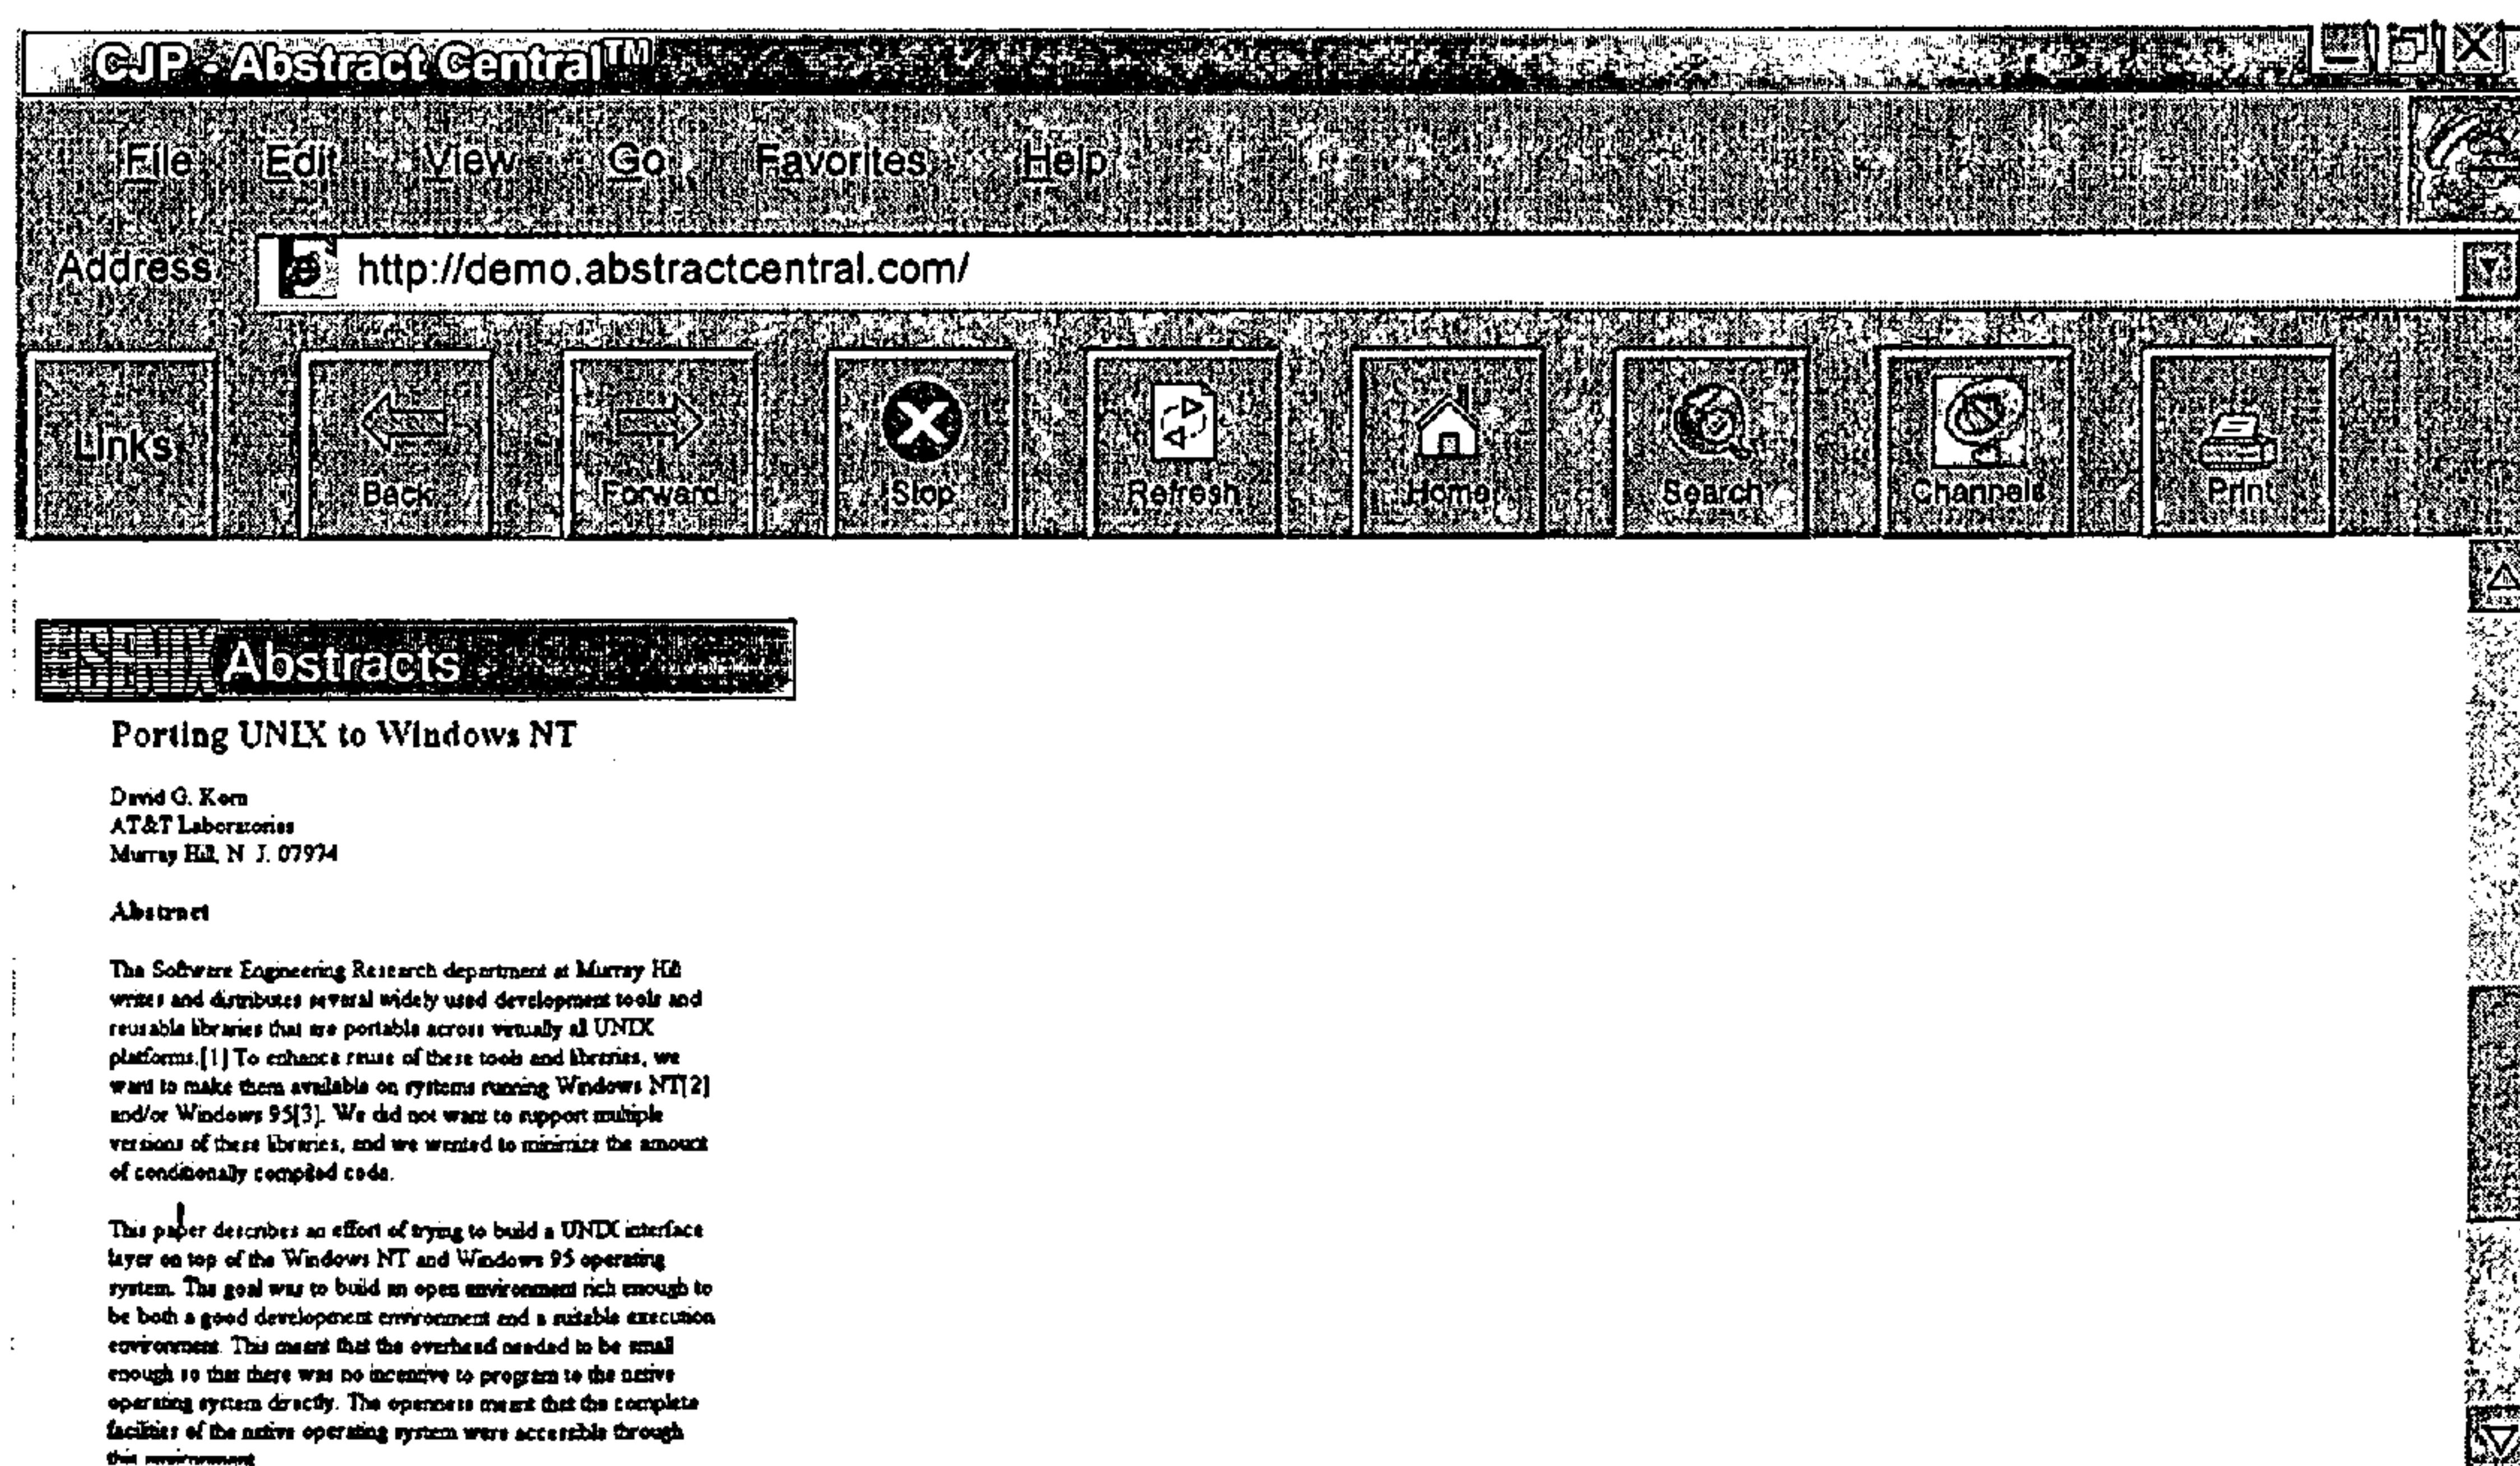 CJP - Abstract Central™
File Edit View Go Favorites Help
Address http://demo.abstractcentral.com/
Links Back Forward Stop Refresh Home Search Channels Print
USENIX Abstracts
Porting UNIX to Windows NT
David G. Korn
AT&T Laboratories
Murray Hill, N. J. 07974
Abstract
The Software Engineering Research department at Murray Hill
writes and distributes several widely used development tools and
reusable libraries that are portable across virtually all UNIX
platforms.[1] To enhance reuse of these tools and libraries, we
want to make them available on systems running Windows NT[2]
and/or Windows 95[3]. We did not want to support multiple
versions of these libraries, and we wanted to minimize the amount
of conditionally compiled code.
This paper describes an effort of trying to build a UNIX interface
layer on top of the Windows NT and Windows 95 operating
system. The goal was to build an open environment rich enough to
be both a good development environment and a suitable execution
environment. This meant that the overhead needed to be small
enough so that there was no incentive to program to the native
operating system directly. The openness meant that the complete
facilities of the native operating system were accessible through
this environment